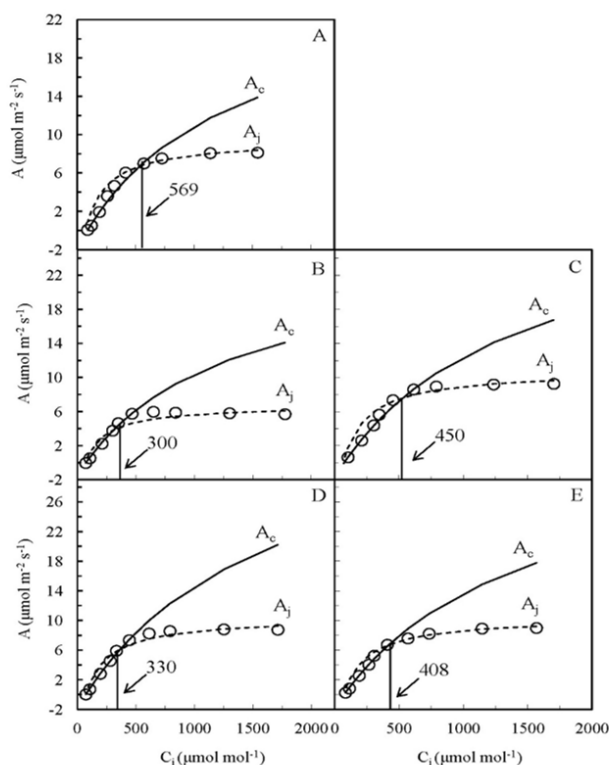 A (µmol m-2 s-1)
22
18
14
10
6
2
-2
A
Ac
Aj
569
A (µmol m-2 s-1)
22
18
14
10
6
2
-2
B
Ac
Aj
300
C
Ac
Aj
450
A (µmol m-2 s-1)
26
22
18
14
10
6
2
-2
D
Ac
Aj
330
E
Ac
Aj
408
0 500 1000 1500 2000
0 500 1000 1500 2000
Ci (µmol mol-1)
Ci (µmol mol-1)